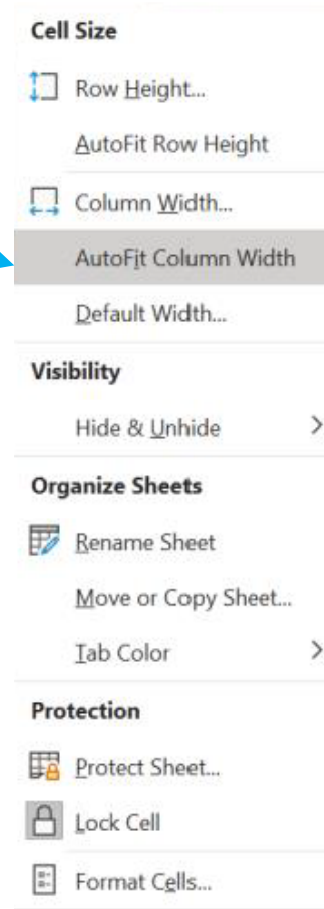 Cell Size
Row Height...
AutoFit Row Height
Column Width...
AutoFit Column Width
Default Width...
Visibility
Hide & Unhide
Organize Sheets
Rename Sheet
Move or Copy Sheet...
Tab Color
Protection
Protect Sheet...
Lock Cell
Format Cells...